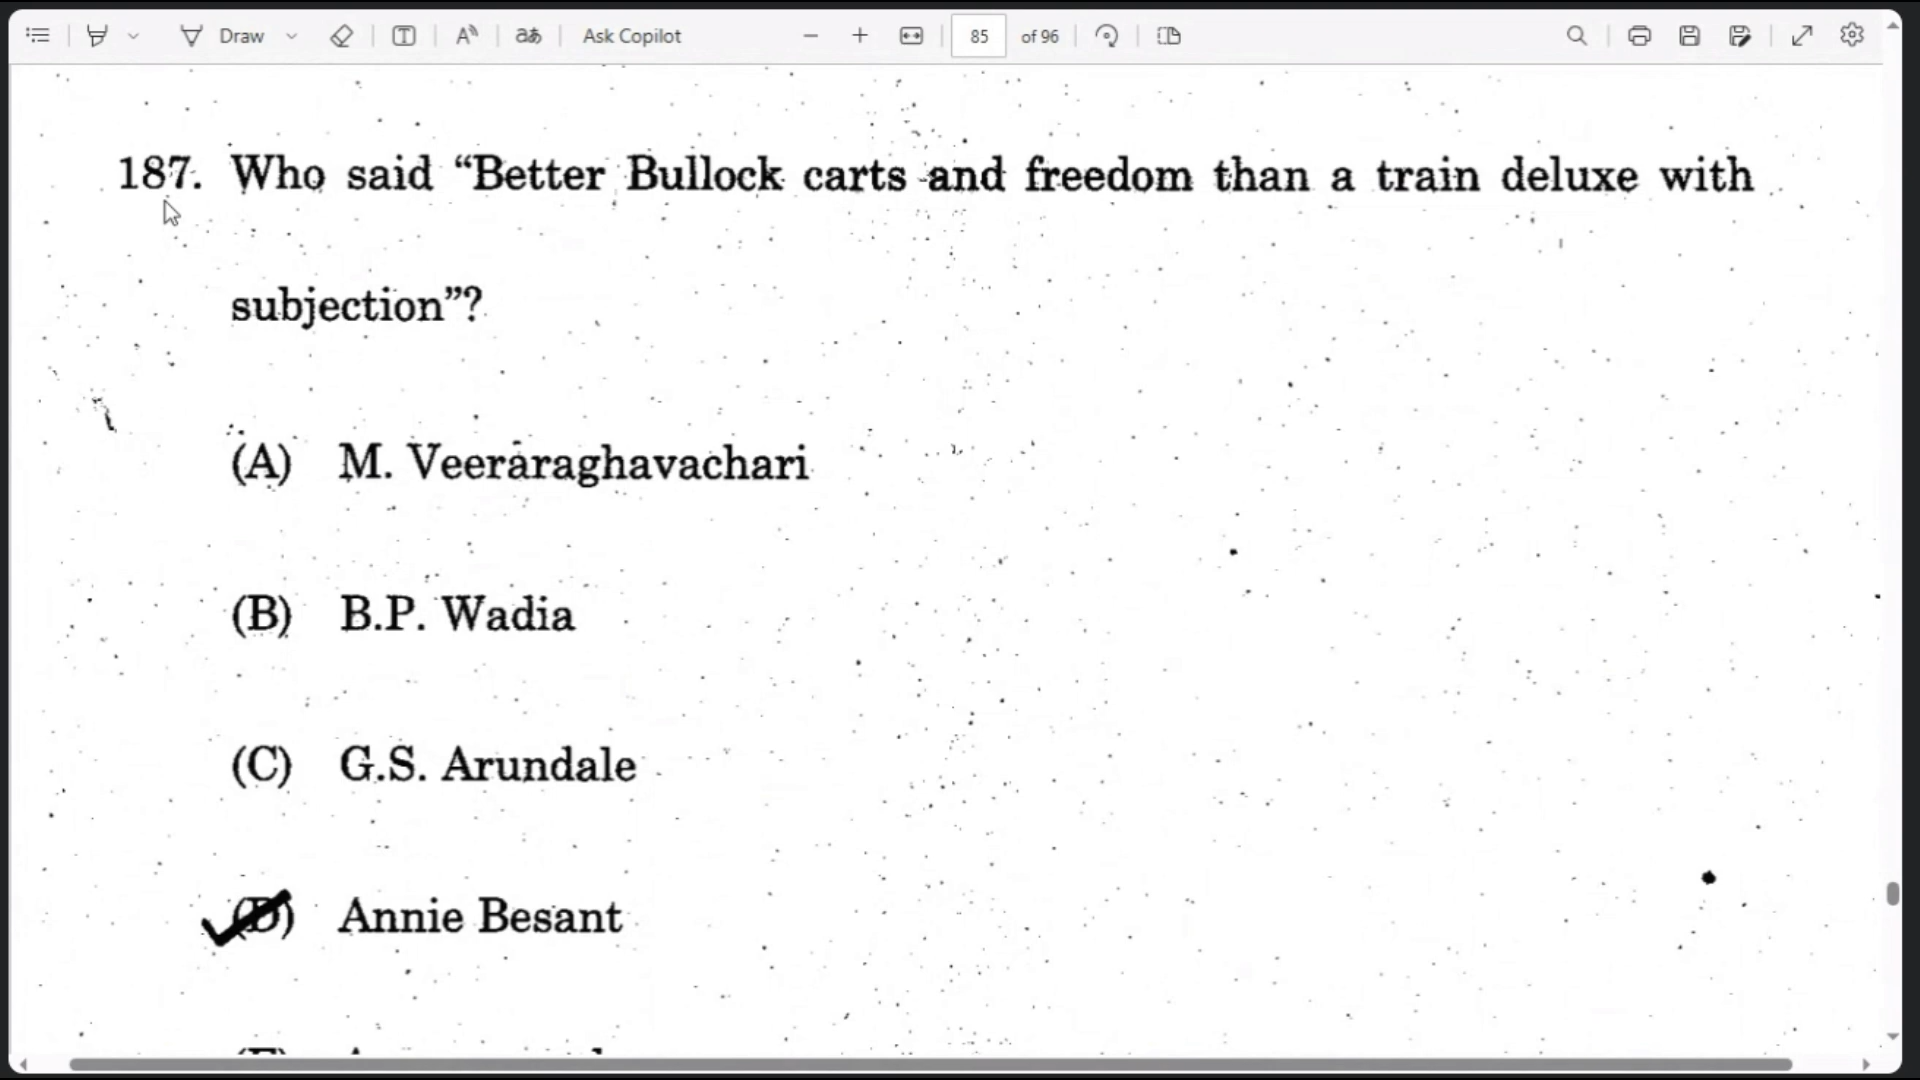 Draw
Ask Copilot
85 of 96
187. Who said “Better Bullock carts and freedom than a train deluxe with
subjection”?
(A) M. Veeraraghavachari
(B) B.P. Wadia
(C) G.S. Arundale
(D) Annie Besant